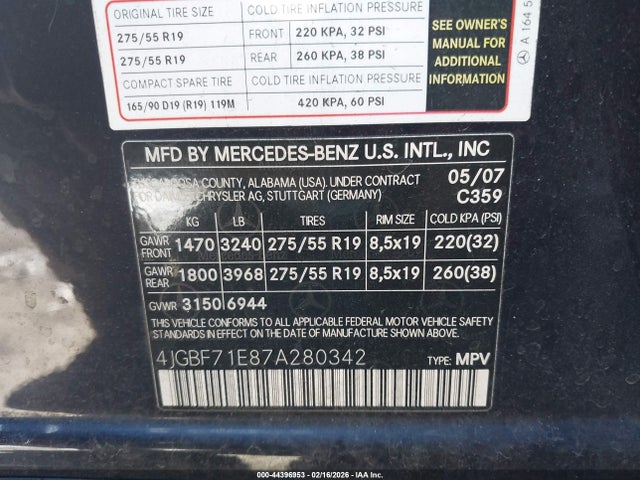 ORIGINAL TIRE SIZE COLD TIRE INFLATION PRESSURE
275/55 R19 FRONT 220 KPA, 32 PSI
275/55 R19 REAR 260 KPA, 38 PSI
COMPACT SPARE TIRE COLD TIRE INFLATION PRESSURE
165/90 D19 (R19) 119M 420 KPA, 60 PSI
SEE OWNER'S
MANUAL FOR
ADDITIONAL
INFORMATION
A 164 5
MFD BY MERCEDES-BENZ U.S. INTL., INC
COUNTY, ALABAMA (USA). UNDER CONTRACT 05/07
AG, STUTTGART (GERMANY) C359
KG LB TIRES RIM SIZE COLD KPA (PSI)
GAWR FRONT 1470 3240 275/55 R19 8,5x19 220(32)
GAWR REAR 1800 3968 275/55 R19 8,5x19 260(38)
GVWR 3150 6944
THIS VEHICLE CONFORMS TO ALL APPLICABLE FEDERAL MOTOR VEHICLE SAFETY
STANDARDS IN EFFECT ON THE DATE OF MANUFACTURE SHOWN ABOVE.
4JGBF71E87A280342 TYPE: MPV
000-44396953 - 02/16/2026 - IAA Inc.